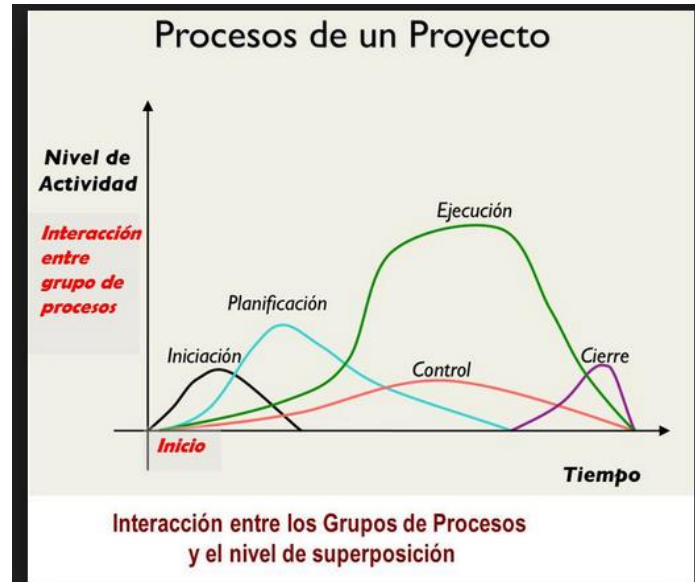 Procesos de un Proyecto
Nivel de
Actividad
Interacción
entre
grupo de
procesos
Ejecución
Planificación
Iniciación
Control
Cierre
Inicio
Tiempo
Interacción entre los Grupos de Procesos
y el nivel de superposición